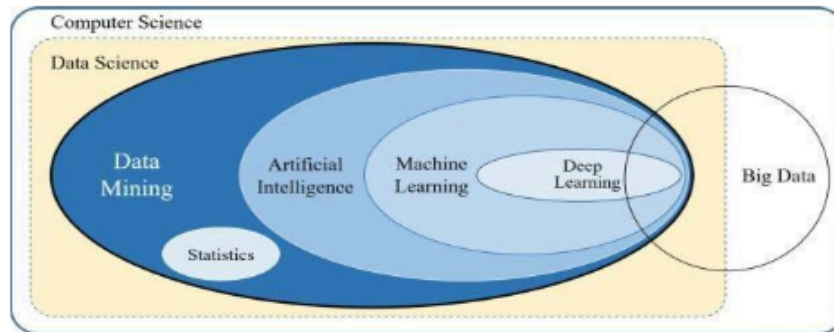 Computer Science
Data Science
Data
Mining
Artificial
Intelligence
Machine
Learning
Deep
Learning
Big Data
Statistics